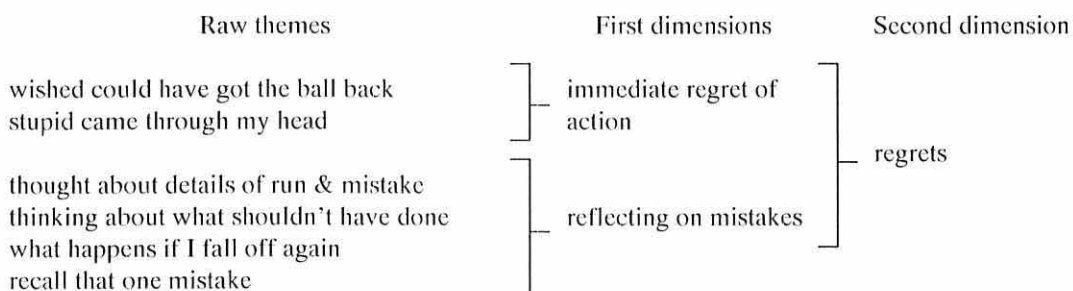 Raw themes First dimensions Second dimension
wished could have got the ball back
stupid came through my head
immediate regret of
action
thought about details of run & mistake
thinking about what shouldn't have done
what happens if I fall off again
recall that one mistake
reflecting on mistakes
regrets